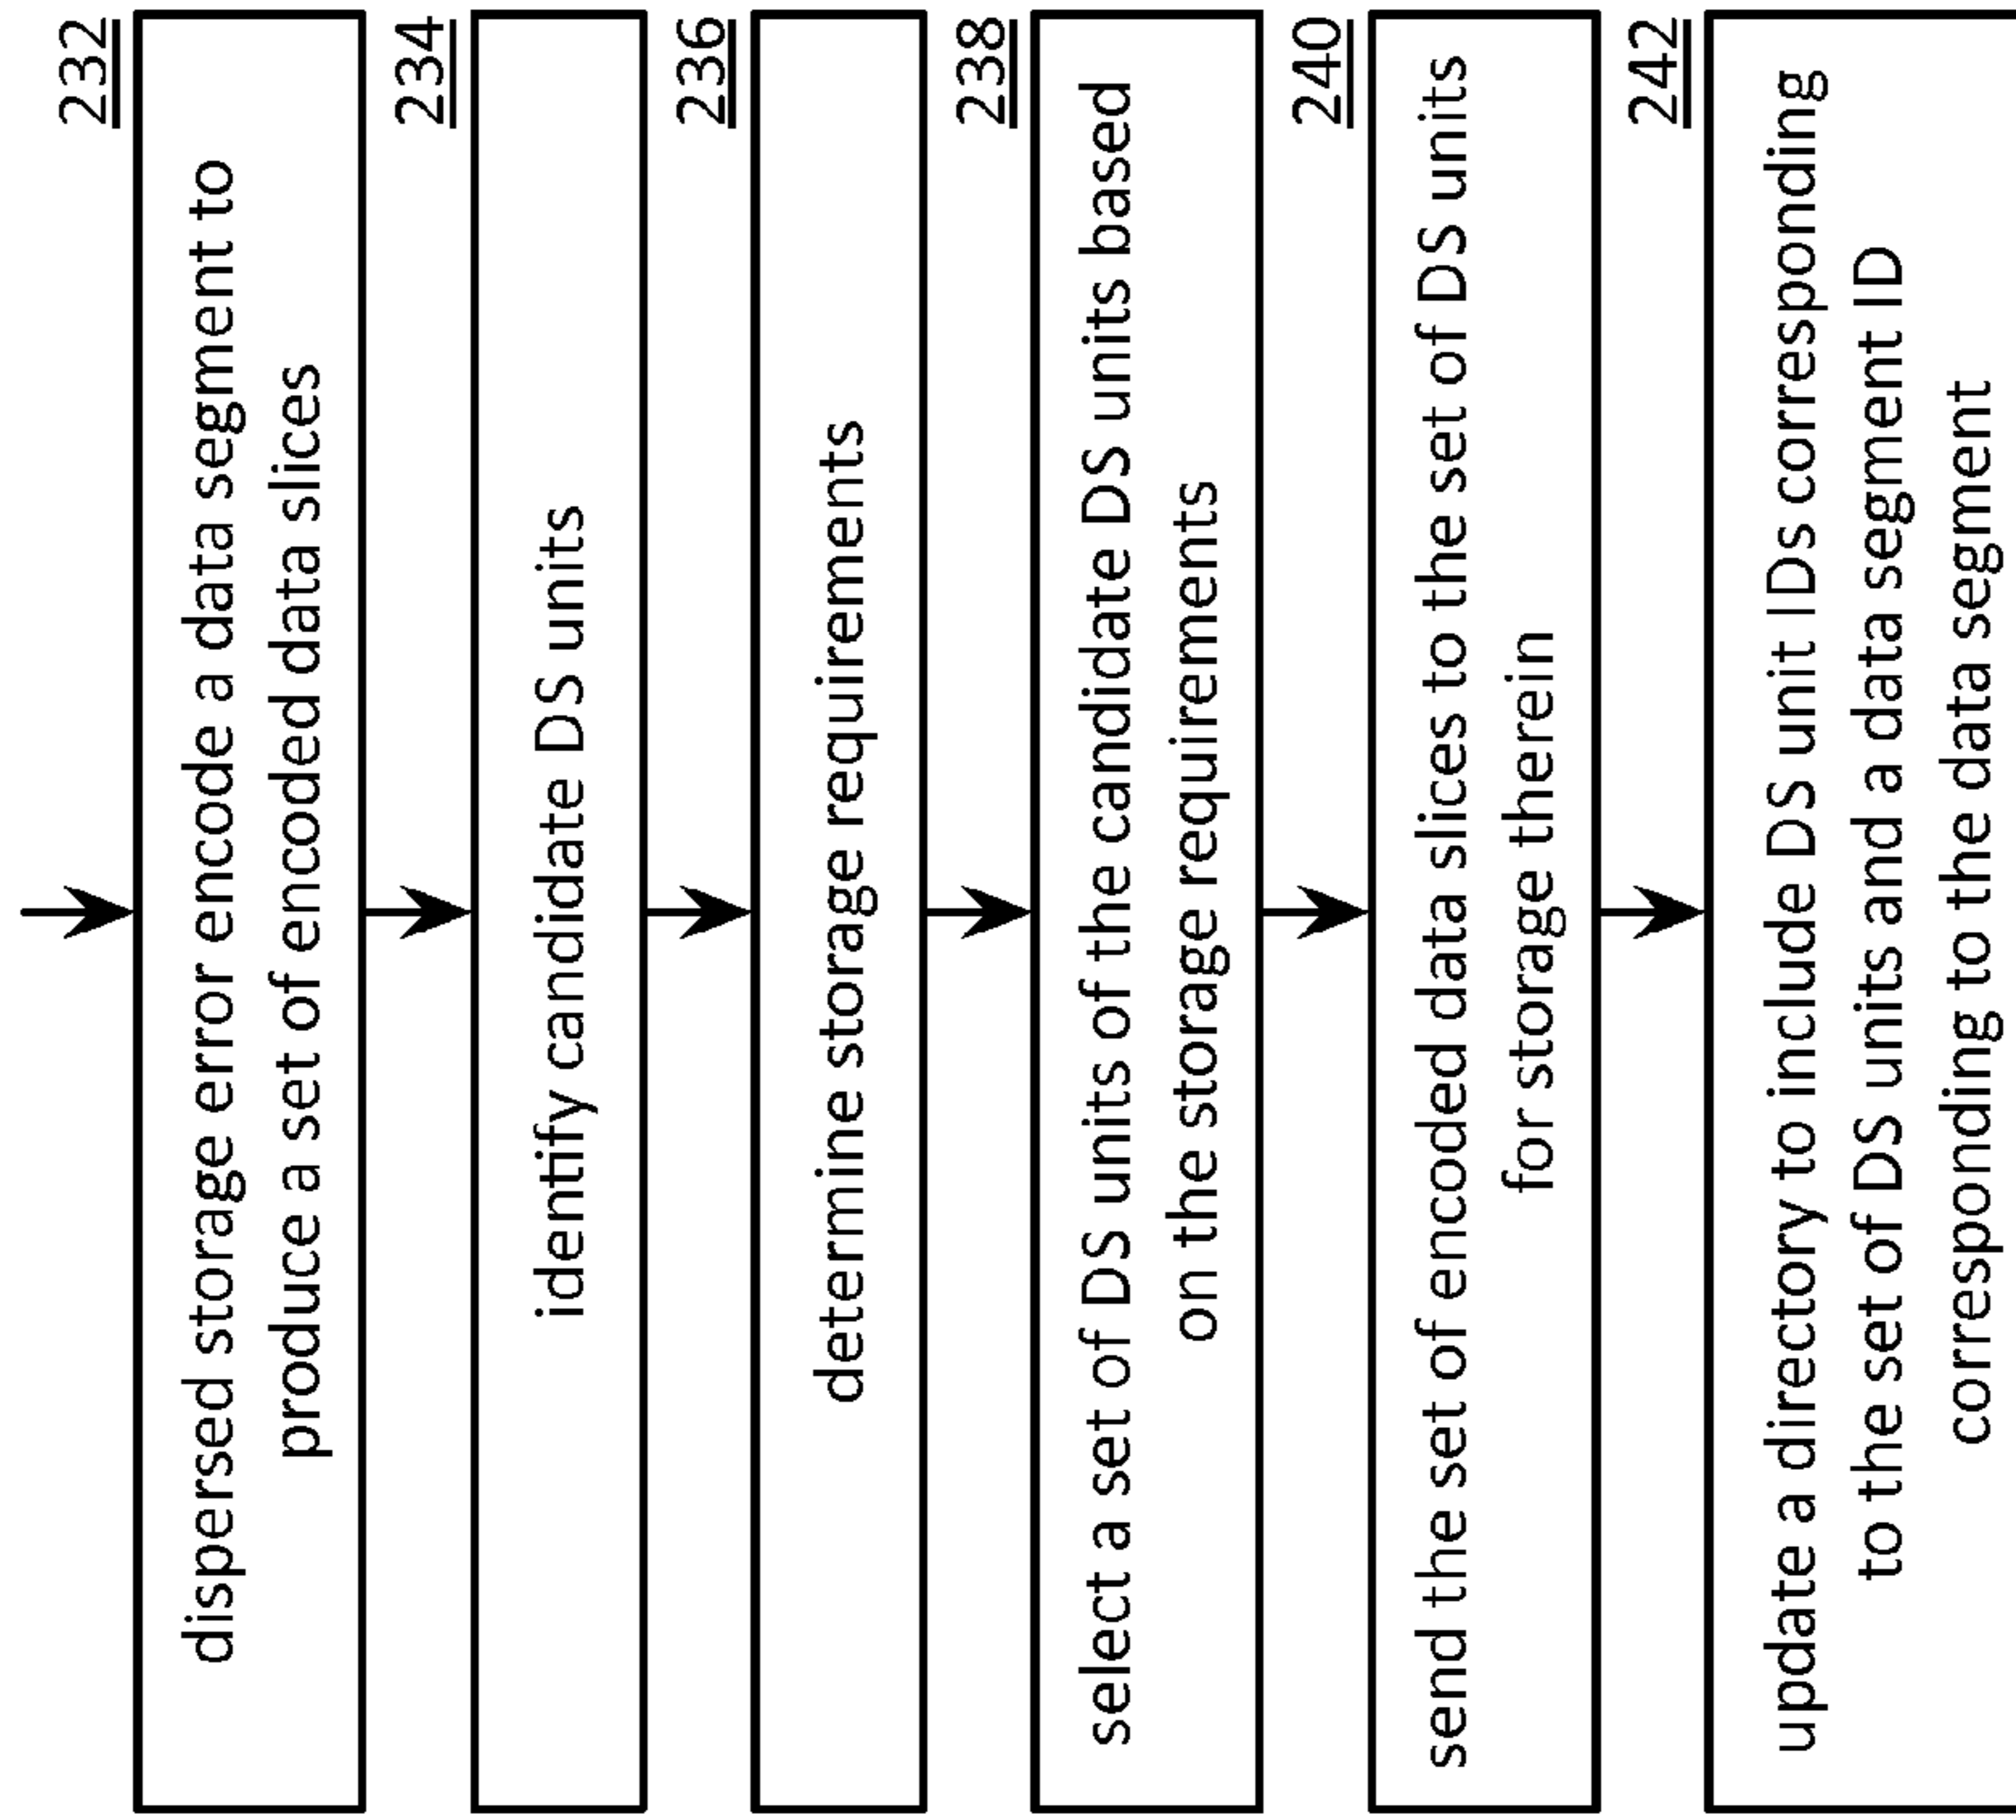 232
dispersed storage error encode a data segment to
produce a set of encoded data slices
234
identify candidate DS units
236
determine storage requirements
238
select a set of DS units of the candidate DS units based
on the storage requirements
240
send the set of encoded data slices to the set of DS units
for storage therein
242
update a directory to include DS unit IDs corresponding
to the set of DS units and a data segment ID
corresponding to the data segment